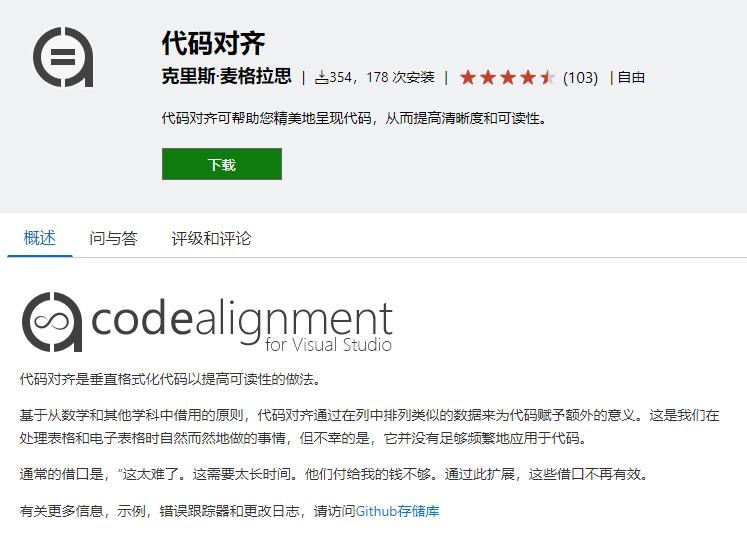 代码对齐
克里斯·麦格拉思 | 354，178 次安装 | (103) | 自由
代码对齐可帮助您精美地呈现代码，从而提高清晰度和可读性。
下载
概述 问与答 评级和评论
codealignment
for Visual Studio
代码对齐是垂直格式化代码以提高可读性的做法。
基于从数学和其他学科中借用的原则，代码对齐通过在列中排列类似的数据来为代码赋予额外的意义。这是我们在
处理表格和电子表格时自然而然地做的事情，但不幸的是，它并没有足够频繁地应用于代码。
通常的借口是，“这太难了。这需要太长时间。他们付给我的钱不够。通过此扩展，这些借口不再有效。
有关更多信息，示例，错误跟踪器和更改日志，请访问Github存储库